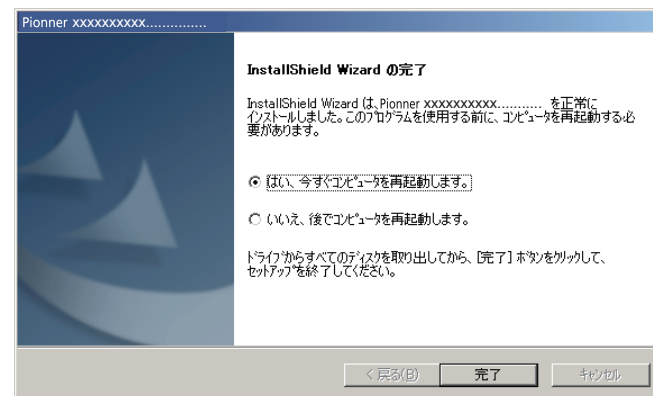 Pionner xxxxxxxxxx...............
InstallShield Wizard の完了
InstallShield Wizard は、Pionner xxxxxxxxxx........... を正常に
インストールしました。このプログラムを使用する前に、コンピュータを再起動する必
要があります。
はい、今すぐコンピュータを再起動します。
いいえ、後でコンピュータを再起動します。
ドライブからすべてのディスクを取り出してから、[完了] ボタンをクリックして、
セットアップを終了してください。
< 戻る(B) 完了 キャンセル